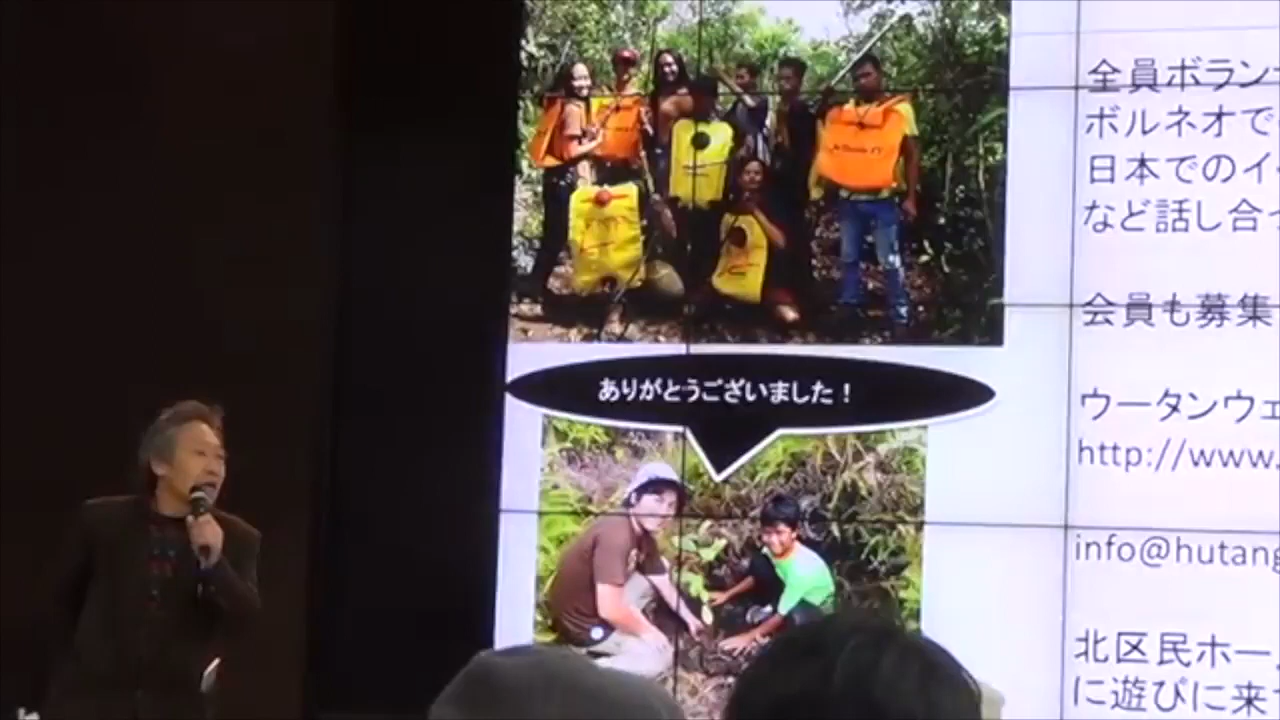 全員ボラン
ボルネオで
日本でのイ
など話し合
会員も募集
ありがとうございました！
ウータンウェ
http://www.
info@hutang
北区民ホー
に遊びに来